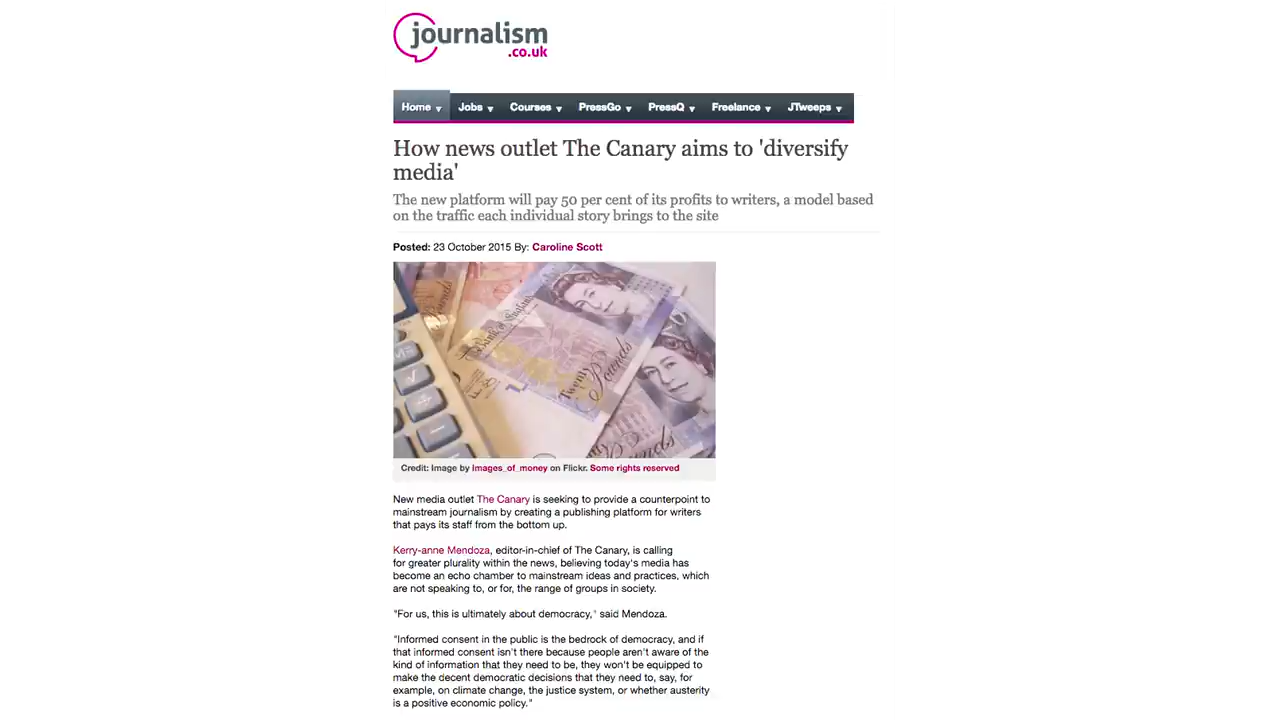 journalism
.co.uk
Home Jobs Courses PressGo PressQ Freelance JTweeps
How news outlet The Canary aims to 'diversify
media'
The new platform will pay 50 per cent of its profits to writers, a model based
on the traffic each individual story brings to the site
Posted: 23 October 2015 By: Caroline Scott
Bank of England
Twenty
Pounds
Credit: Image by images_of_money on Flickr. Some rights reserved
New media outlet The Canary is seeking to provide a counterpoint to
mainstream journalism by creating a publishing platform for writers
that pays its staff from the bottom up.
Kerry-anne Mendoza, editor-in-chief of The Canary, is calling
for greater plurality within the news, believing today's media has
become an echo chamber to mainstream ideas and practices, which
are not speaking to, or for, the range of groups in society.
"For us, this is ultimately about democracy," said Mendoza.
"Informed consent in the public is the bedrock of democracy, and if
that informed consent isn't there because people aren't aware of the
kind of information that they need to be, they won't be equipped to
make the decent democratic decisions that they need to, say, for
example, on climate change, the justice system, or whether austerity
is a positive economic policy."